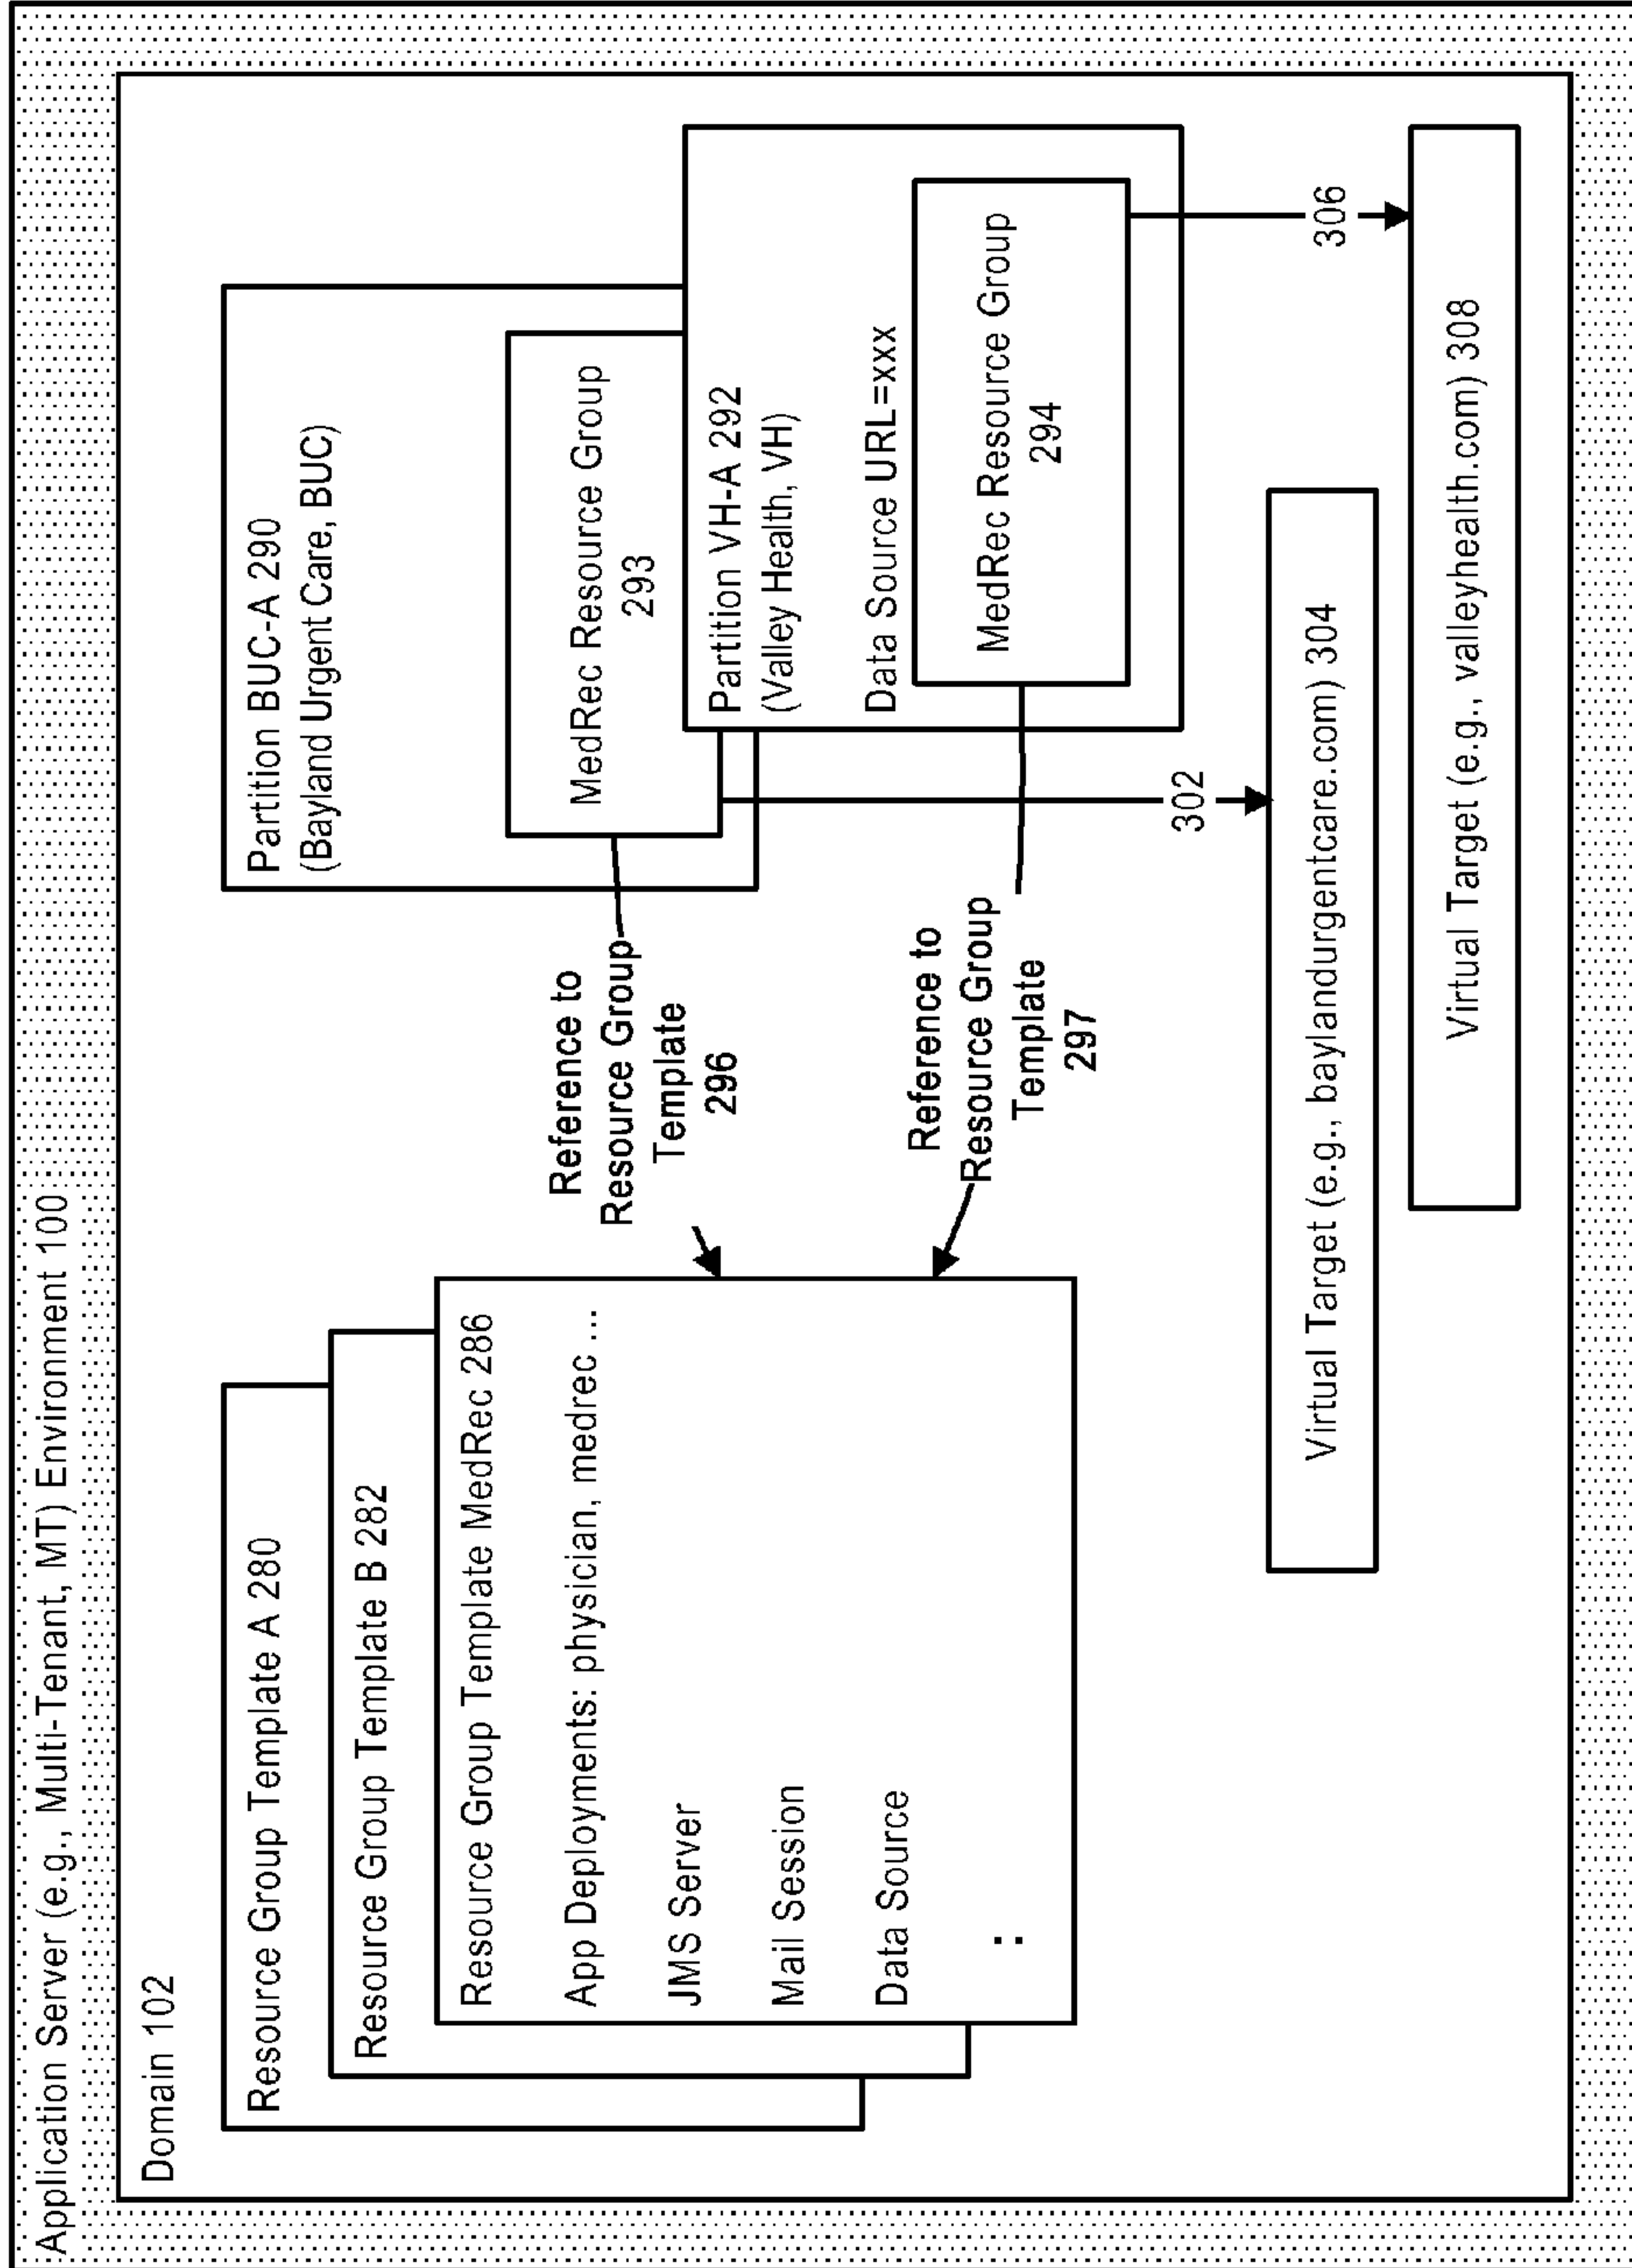 Application Server (e.g., Multi-Tenant, MT) Environment 100
Domain 102
Resource Group Template A 280
Resource Group Template B 282
Resource Group Template MedRec 286
App Deployments: physician, medrec ...
JMS Server
Mail Session
Data Source
:
Reference to
Resource Group
Template
296
Reference to
Resource Group
Template
297
Partition BUC-A 290
(Bayland Urgent Care, BUC)
MedRec Resource Group
293
Partition VH-A 292
(Valley Health, VH)
Data Source URL=xxx
MedRec Resource Group
294
302
306
Virtual Target (e.g., baylandurgentcare.com) 304
Virtual Target (e.g., valleyhealth.com) 308